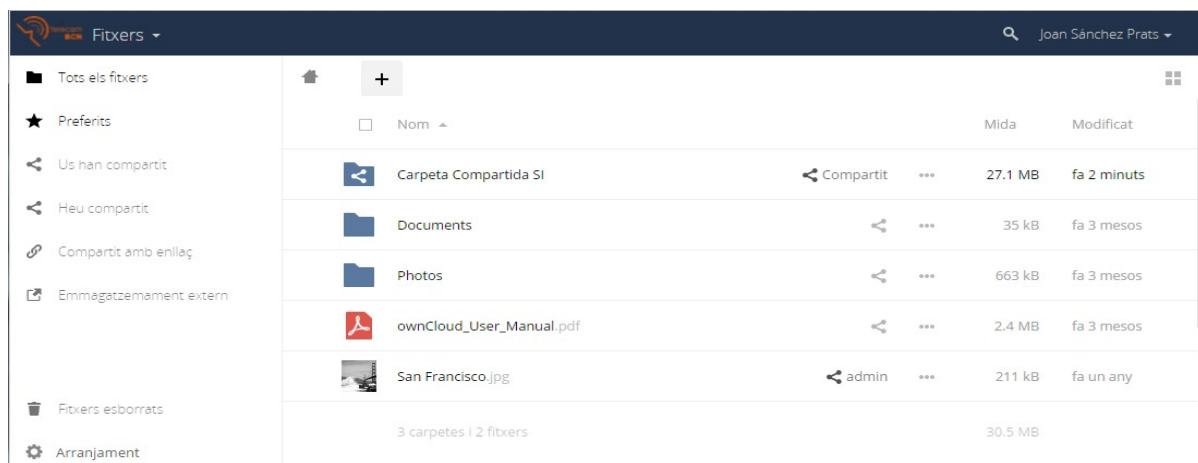 telecom
BCN
Fitxers
Joan Sánchez Prats
Tots els fitxers
Preferits
Us han compartit
Heu compartit
Compartit amb enllaç
Emmagatzemament extern
Fitxers esborrats
Arranjament
Nom Mida Modificat
Carpeta Compartida SI Compartit 27.1 MB fa 2 minuts
Documents 35 kB fa 3 mesos
Photos 663 kB fa 3 mesos
ownCloud_User_Manual.pdf 2.4 MB fa 3 mesos
San Francisco.jpg admin 211 kB fa un any
3 carpetes i 2 fitxers 30.5 MB